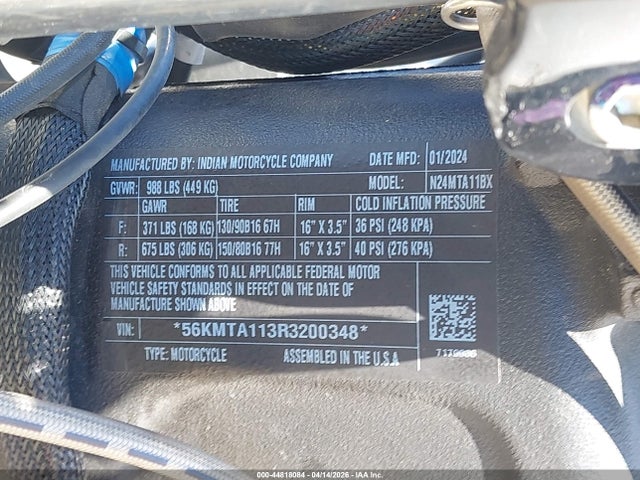 MANUFACTURED BY: INDIAN MOTORCYCLE COMPANY DATE MFD: 01/2024
GVWR: 988 LBS (449 KG) MODEL: N24MTA11BX
GAWR TIRE RIM COLD INFLATION PRESSURE
F: 371 LBS (168 KG) 130/90B16 67H 16" X 3.5" 36 PSI (248 KPA)
R: 675 LBS (306 KG) 150/80B16 77H 16" X 3.5" 40 PSI (276 KPA)
THIS VEHICLE CONFORMS TO ALL APPLICABLE FEDERAL MOTOR
VEHICLE SAFETY STANDARDS IN EFFECT ON THE DATE OF
MANUFACTURE SHOWN ABOVE
VIN: *56KMTA113R3200348*
TYPE: MOTORCYCLE ASSEMBLED IN THE U.S.A
000-44818084 - 04/14/2026 - IAA Inc.